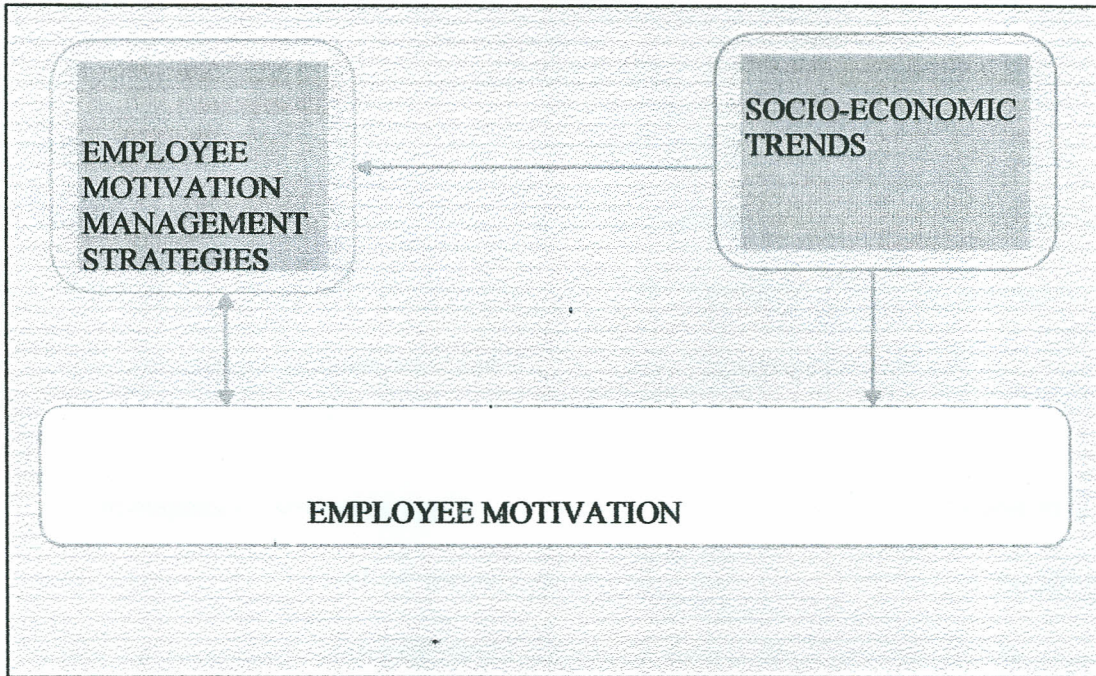 EMPLOYEE
MOTIVATION
MANAGEMENT
STRATEGIES
SOCIO-ECONOMIC
TRENDS
EMPLOYEE MOTIVATION